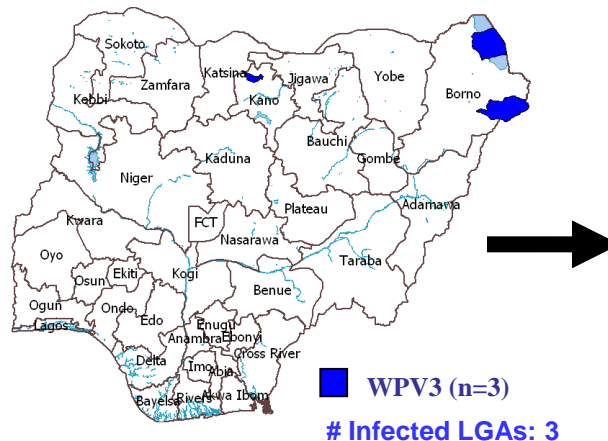 Sokoto
Katsina
Jigawa
Yobe
Zamfara
Kebbi
Kano
Borno
Bauchi
Kaduna
Gombe
Niger
Adamawa
Plateau
FCT
Kwara
Nasarawa
Taraba
Oyo
Ekiti
Kogi
Osun
Benue
Ogun
Ondo
Edo
Lagos
Enugu
Anambra
Ebonyi
Cross River
Delta
Imo
Abia
Bayelsa
Rivers
Akwa Ibom
WPV3 (n=3)
# Infected LGAs: 3